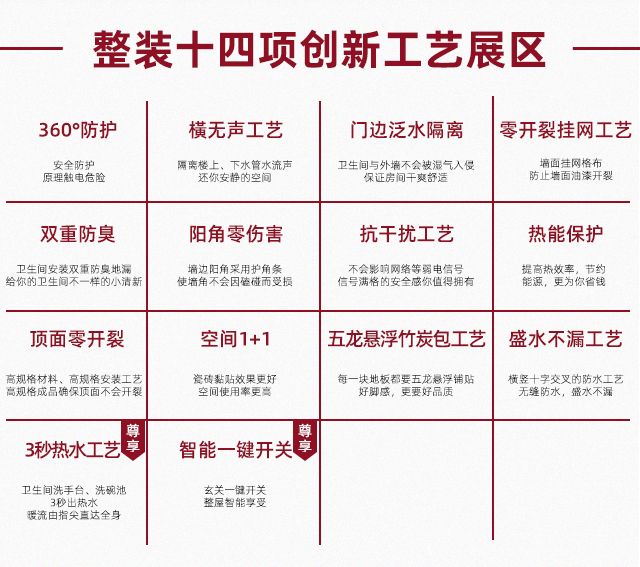 整装十四项创新工艺展区
360°防护
安全防护
原理触电危险
横无声工艺
隔离楼上、下水管水流声
还你安静的空间
门边泛水隔离
卫生间与外墙不会被湿气入侵
保证房间干爽舒适
零开裂挂网工艺
墙面挂网格布
防止墙面油漆开裂
双重防臭
卫生间安装双重防臭地漏
给你的卫生间不一样的小清新
阳角零伤害
墙边阳角采用护角条
使墙角不会因磕碰而受损
抗干扰工艺
不会影响网络等弱电信号
信号满格的安全感你值得拥有
热能保护
提高热效率，节约
能源，更为你省钱
顶面零开裂
高规格材料、高规格安装工艺
高规格成品确保顶面不会开裂
空间1+1
瓷砖黏贴效果更好
空间使用率更高
五龙悬浮竹炭包工艺
每一块地板都要五龙悬浮铺贴
好脚感，更要好品质
盛水不漏工艺
横竖十字交叉的防水工艺
无缝防水，盛水不漏
3秒热水工艺
尊享
卫生间洗手台、洗碗池
3秒出热水
暖流由指尖直达全身
智能一键开关
尊享
玄关一健开关
整屋智能享受